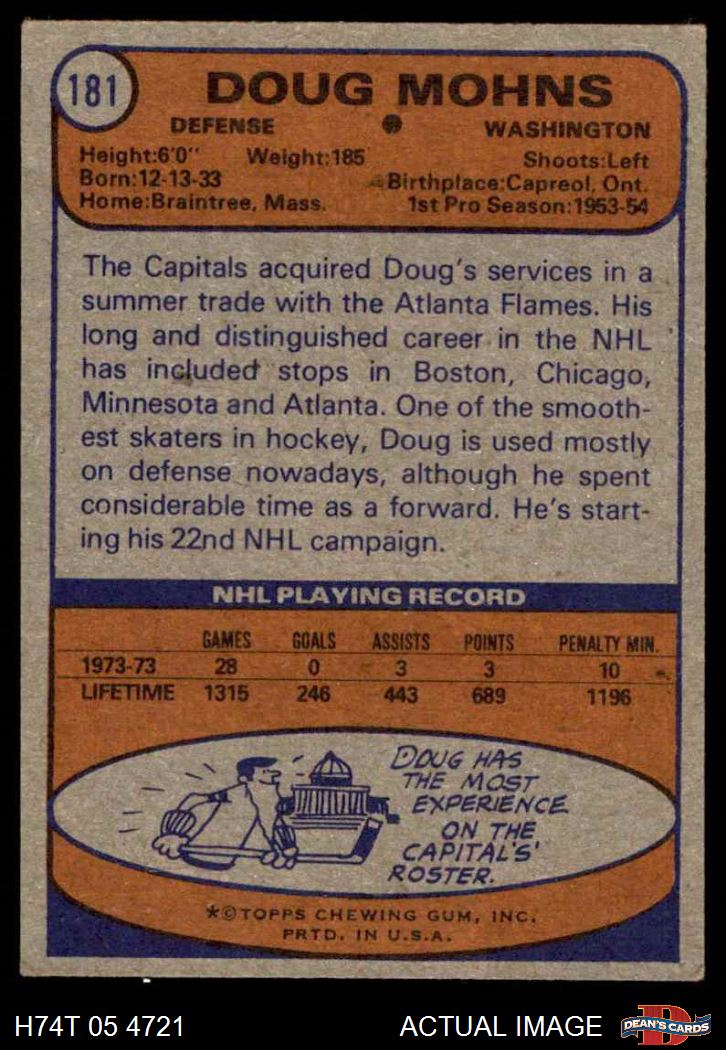 181
DOUG MOHNS
DEFENSE WASHINGTON
Height:6'0" Weight:185 Shoots:Left
Born:12-13-33 Birthplace:Capreol, Ont.
Home:Braintree, Mass. 1st Pro Season:1953-54
The Capitals acquired Doug's services in a
summer trade with the Atlanta Flames. His
long and distinguished career in the NHL
has included stops in Boston, Chicago,
Minnesota and Atlanta. One of the smooth-
est skaters in hockey, Doug is used mostly
on defense nowadays, although he spent
considerable time as a forward. He's start-
ing his 22nd NHL campaign.
NHL PLAYING RECORD
GAMES GOALS ASSISTS POINTS PENALTY MIN.
1973-73 28 0 3 3 10
LIFETIME 1315 246 443 689 1196
DOUG HAS
THE MOST
EXPERIENCE
ON THE
CAPITAL'S'
ROSTER.
*©TOPPS CHEWING GUM, INC.
PRTD. IN U.S.A.
H74T 05 4721 ACTUAL IMAGE D DEAN'S CARDS